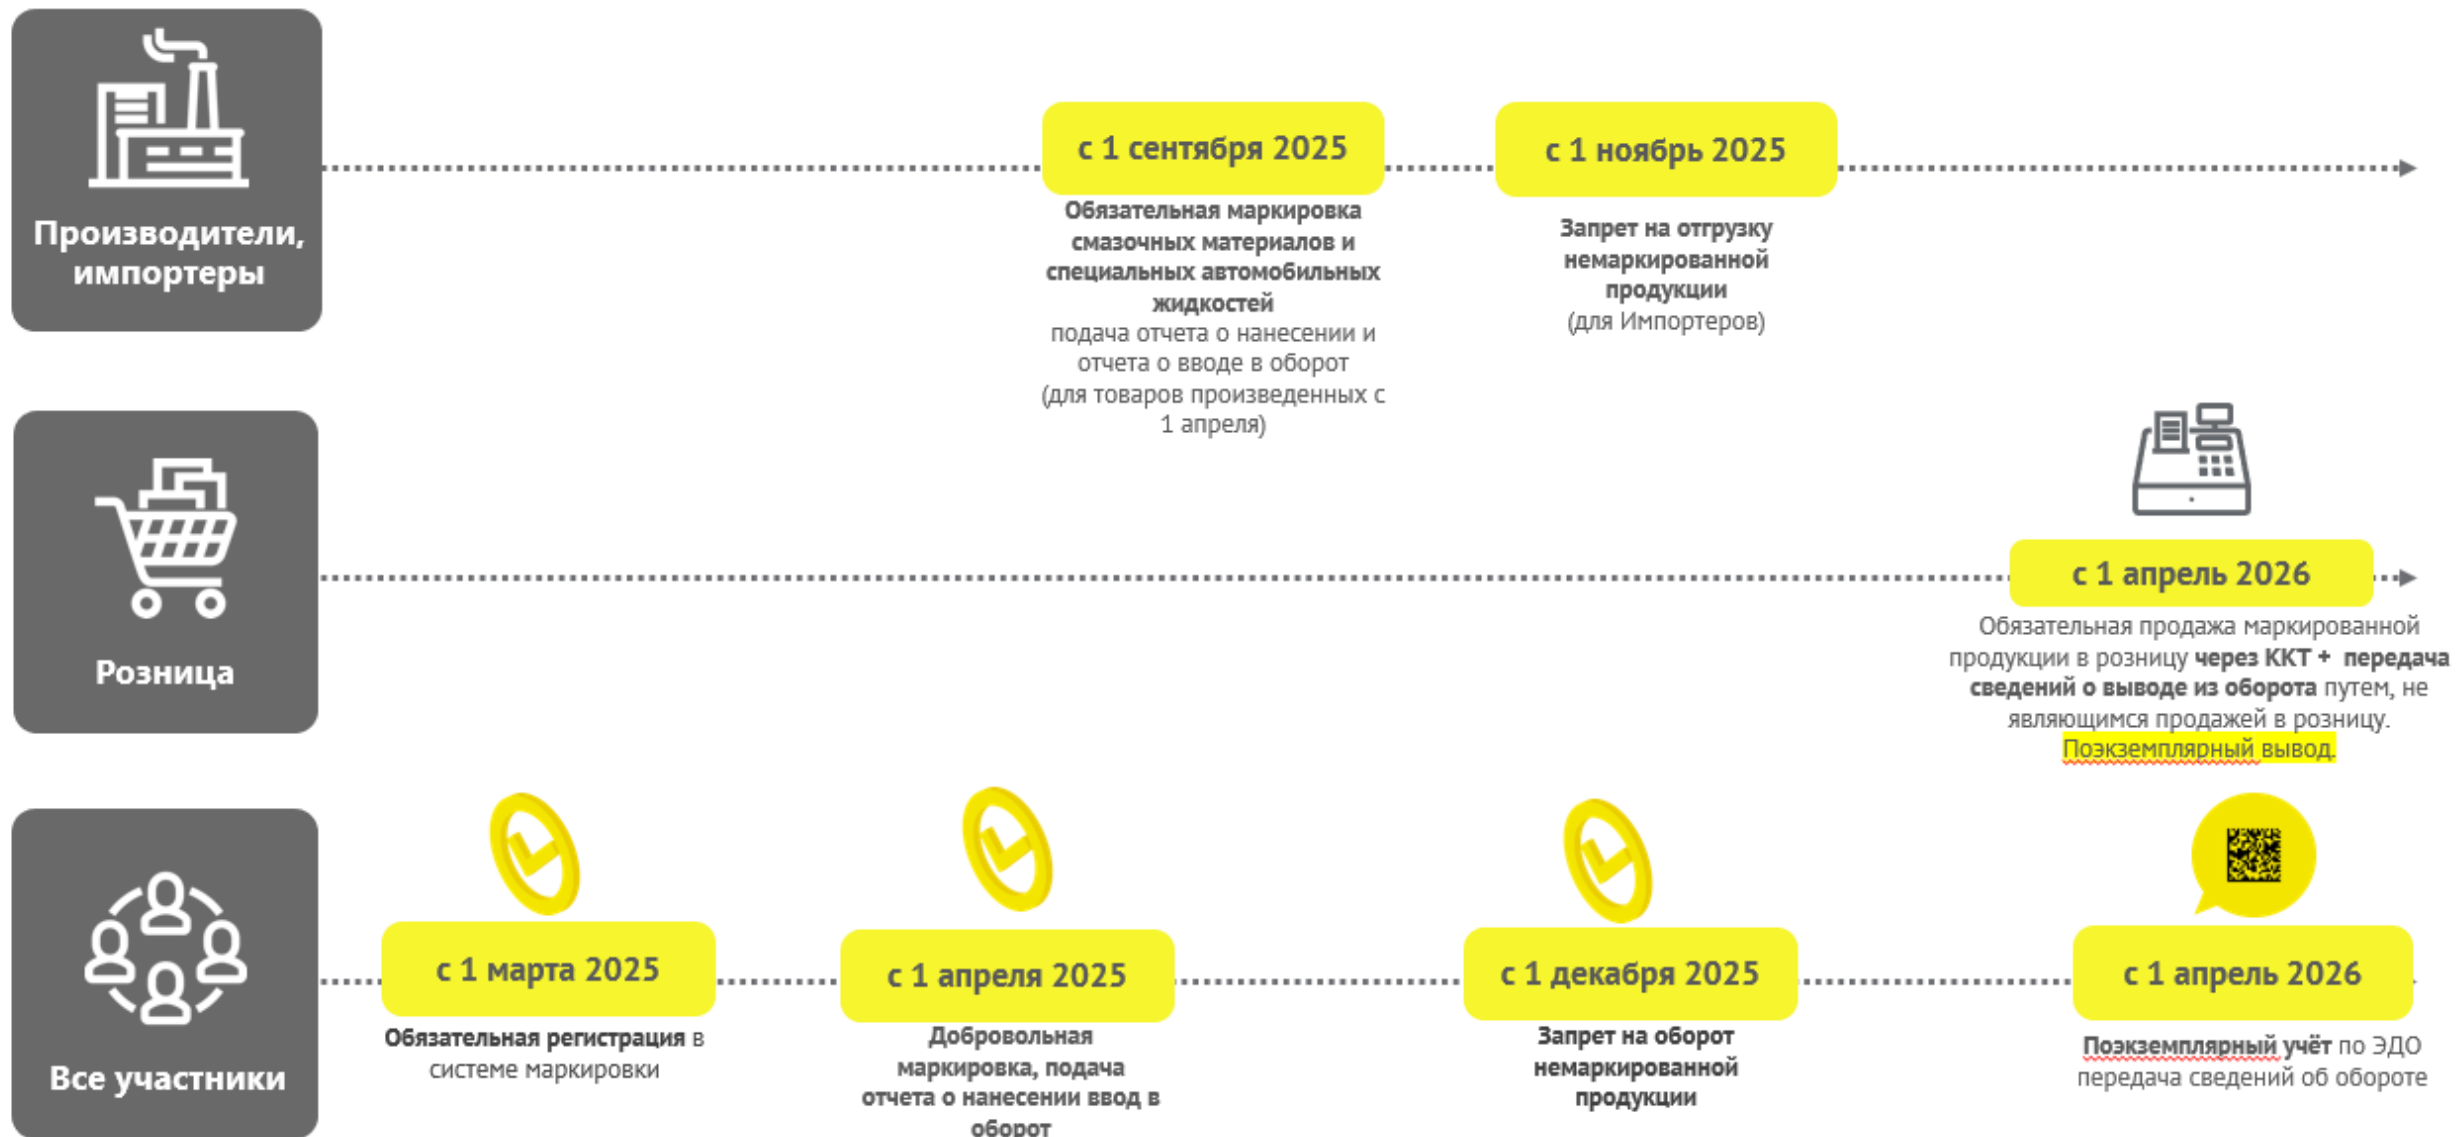 Производители,
импортеры
с 1 сентября 2025
Обязательная маркировка
смазочных материалов и
специальных автомобильных
жидкостей
подача отчета о нанесении и
отчета о вводе в оборот
(для товаров произведенных с
1 апреля)
с 1 ноябрь 2025
Запрет на отгрузку
немаркированной
продукции
(для Импортеров)
Розница
с 1 апрель 2026
Обязательная продажа маркированной
продукции в розницу через ККТ + передача
сведений о выводе из оборота путем, не
являющимся продажей в розницу.
Поэкземплярный вывод.
Все участники
с 1 марта 2025
Обязательная регистрация в
системе маркировки
с 1 апреля 2025
Добровольная
маркировка, подача
отчета о нанесении ввод в
оборот
с 1 декабря 2025
Запрет на оборот
немаркированной
продукции
с 1 апрель 2026
Поэкземплярный учёт по ЭДО
передача сведений об обороте